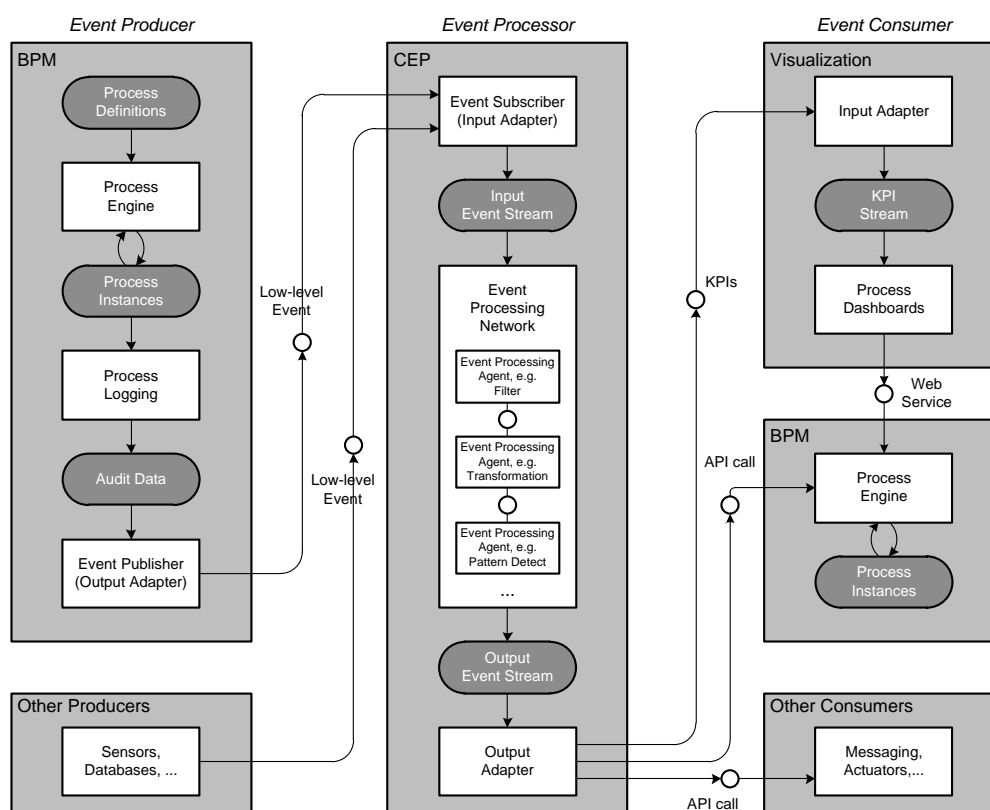 Event Producer
BPM
Process
Definitions
Process
Engine
Process
Instances
Process
Logging
Audit Data
Event Publisher
(Output Adapter)
Other Producers
Sensors,
Databases, ...
Low-level
Event
Low-level
Event
Event Processor
CEP
Event Subscriber
(Input Adapter)
Input
Event Stream
Event
Processing
Network
Event Processing
Agent, e.g.
Filter
Event Processing
Agent, e.g.
Transformation
Event Processing
Agent, e.g.
Pattern Detect
...
Output
Event Stream
Output
Adapter
KPIs
API call
API call
Event Consumer
Visualization
Input Adapter
KPI
Stream
Process
Dashboards
Web
Service
BPM
Process
Engine
Process
Instances
Other Consumers
Messaging,
Actuators,...